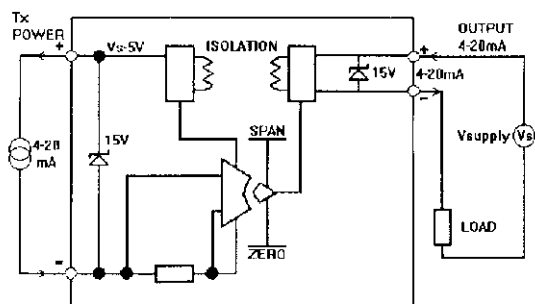 Tx
POWER
+
Vs-5V
ISOLATION
OUTPUT
4-20mA
+
15V
4-20mA
-
4-20
mA
15V
SPAN
Vsupply
Vs
LOAD
-
ZERO